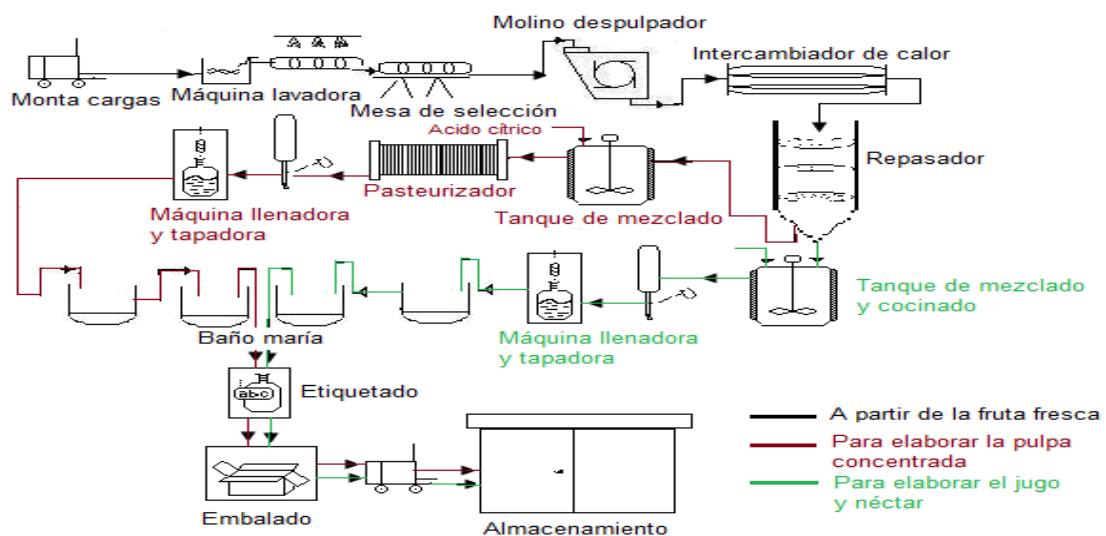 Molino despulpador
Intercambiador de calor
Monta cargas
Máquina lavadora
Mesa de selección
Acido cítrico
Repasador
Pasteurizador
Máquina llenadora
y tapadora
Tanque de mezclado
Tanque de mezclado
y cocinado
Máquina llenadora
y tapadora
Baño maría
Etiquetado
abc
A partir de la fruta fresca
Para elaborar la pulpa
concentrada
Para elaborar el jugo
y néctar
Embalado
Almacenamiento